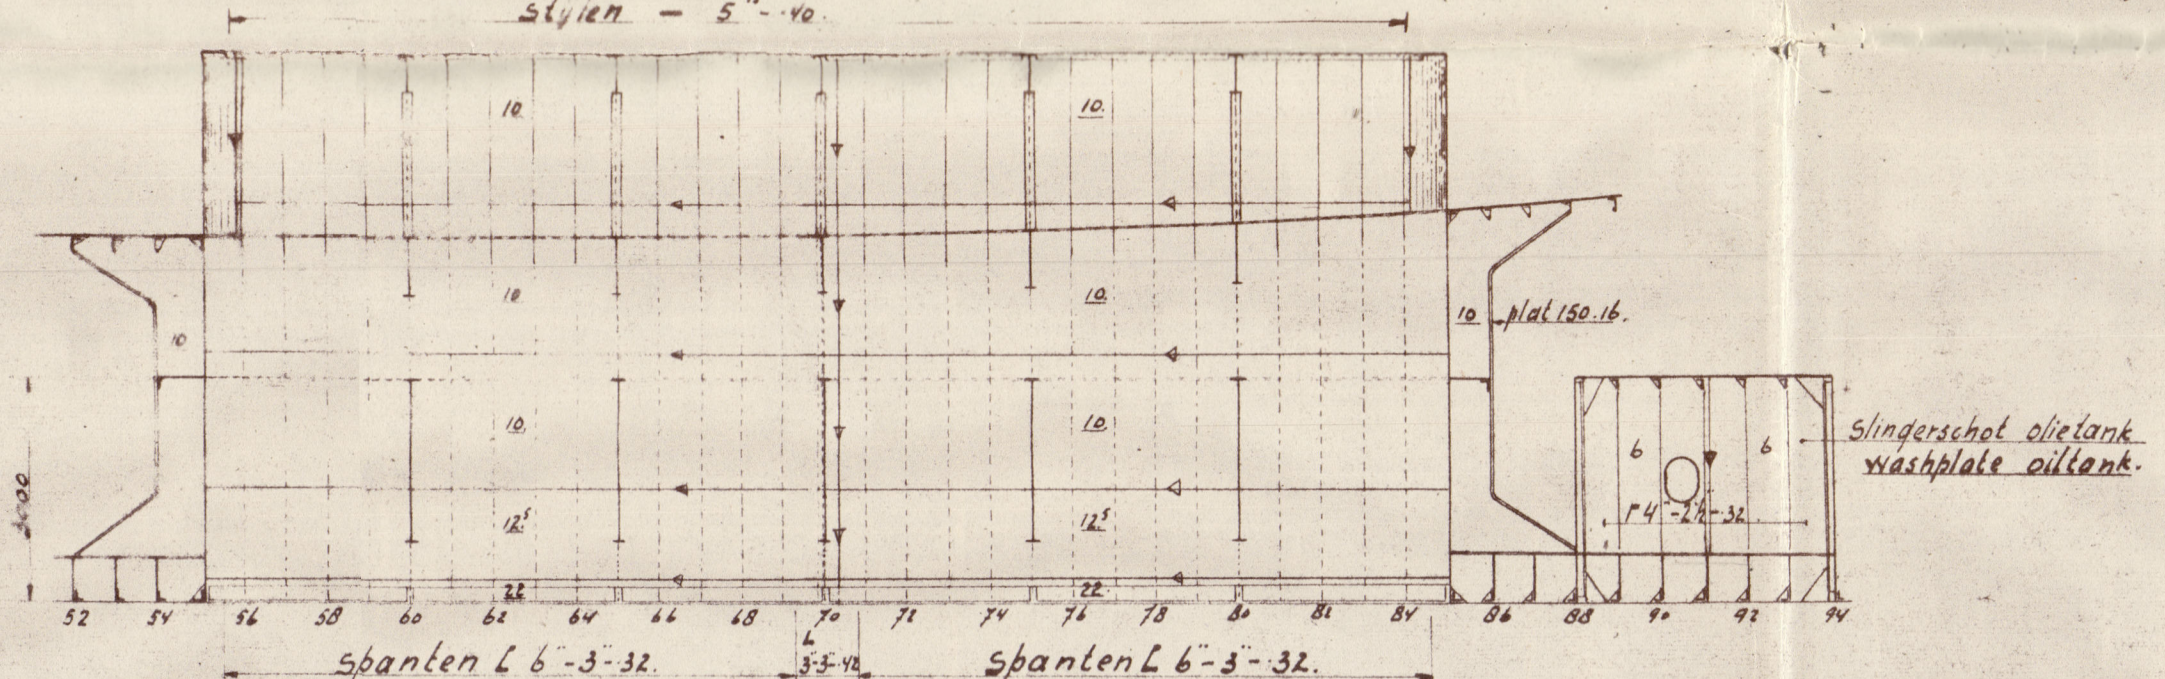 Stylen - 5"-·40.
10 10.
10 10.
10 10 plat 150.16.
10. 10.
Slingerschot olietank
washplate oiltank.
6 6
3000
12⁵ 12⁵
Γ4"-2½"-·32
22 22
52 54 56 58 60 62 64 66 68 70 72 74 76 78 80 82 84 86 88 90 92 94
Spanten L 6"-3"-·32.
L
3"-3"-·42
Spanten L 6"-3"-·32.